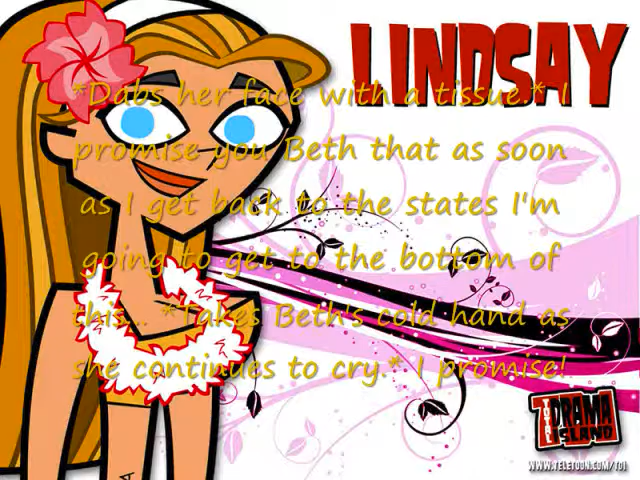 LINDSAY
*Dabs her face with a tissue.* I
promise you Beth that as soon
as I get back to the states I'm
going to get to the bottom of
this... *Takes Beth's cold hand as
she continues to cry.* I promise!
TOTAL
DRAMA
ISLAND
WWW.TELETOON.COM/TDI